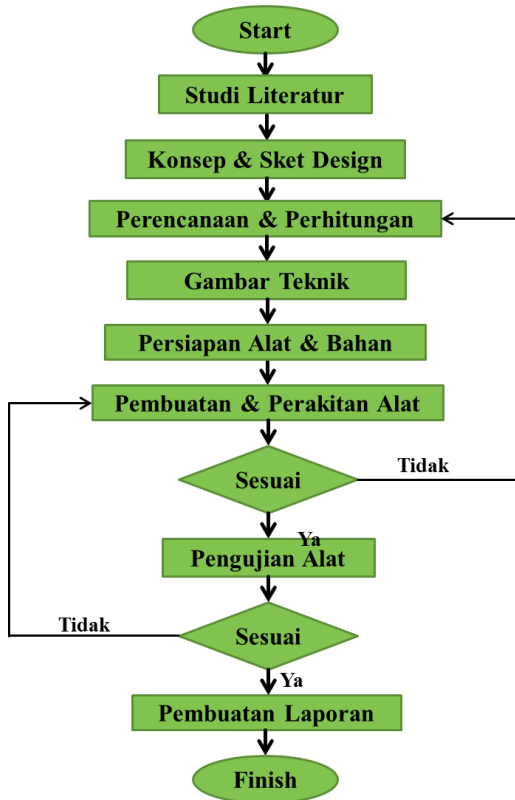 Start
Studi Literatur
Konsep & Sket Design
Perencanaan & Perhitungan
Gambar Teknik
Persiapan Alat & Bahan
Pembuatan & Perakitan Alat
Sesuai
Tidak
Ya
Pengujian Alat
Tidak
Sesuai
Ya
Pembuatan Laporan
Finish